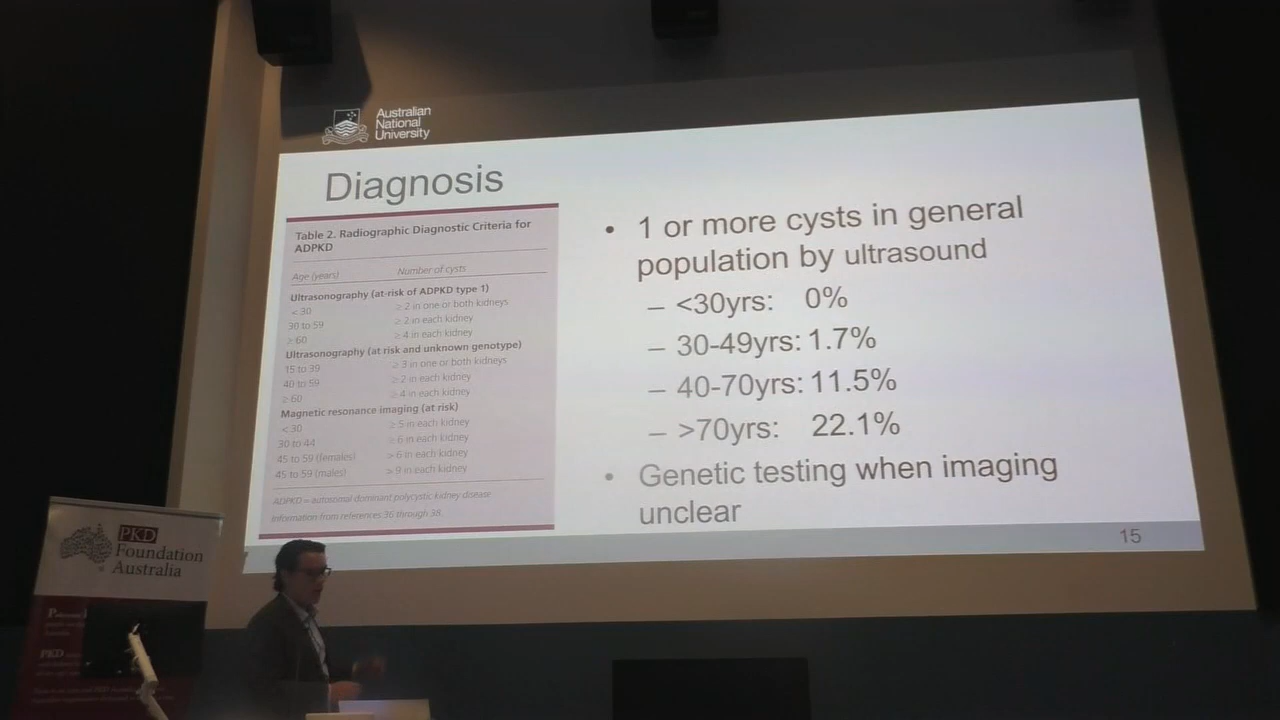 Australian
National
University
Diagnosis
Table 2. Radiographic Diagnostic Criteria for
ADPKD
Age (years) Number of cysts
Ultrasonography (at-risk of ADPKD type 1)
< 30 ≥ 2 in one or both kidneys
30 to 59 ≥ 2 in each kidney
≥ 60 ≥ 4 in each kidney
Ultrasonography (at risk and unknown genotype)
15 to 39 ≥ 3 in one or both kidneys
40 to 59 ≥ 2 in each kidney
≥ 60 ≥ 4 in each kidney
Magnetic resonance imaging (at risk)
< 30 ≥ 5 in each kidney
30 to 44 ≥ 6 in each kidney
45 to 59 (females) > 6 in each kidney
45 to 59 (males) > 9 in each kidney
ADPKD = autosomal dominant polycystic kidney disease
Information from references 36 through 38.
• 1 or more cysts in general
population by ultrasound
– <30yrs: 0%
– 30-49yrs: 1.7%
– 40-70yrs: 11.5%
– >70yrs: 22.1%
• Genetic testing when imaging
unclear
15
PKD
Foundation
Australia
PKD